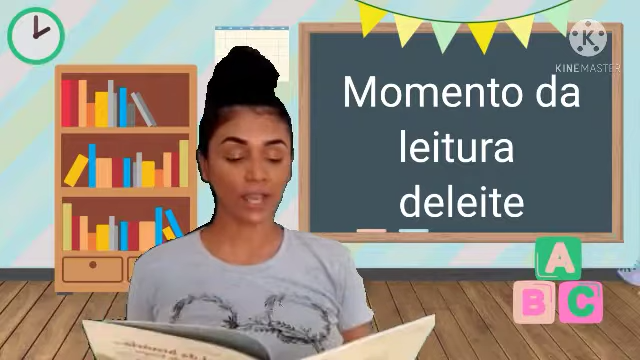 K
KINEMASTER
Momento da
leitura
deleite
A
B C